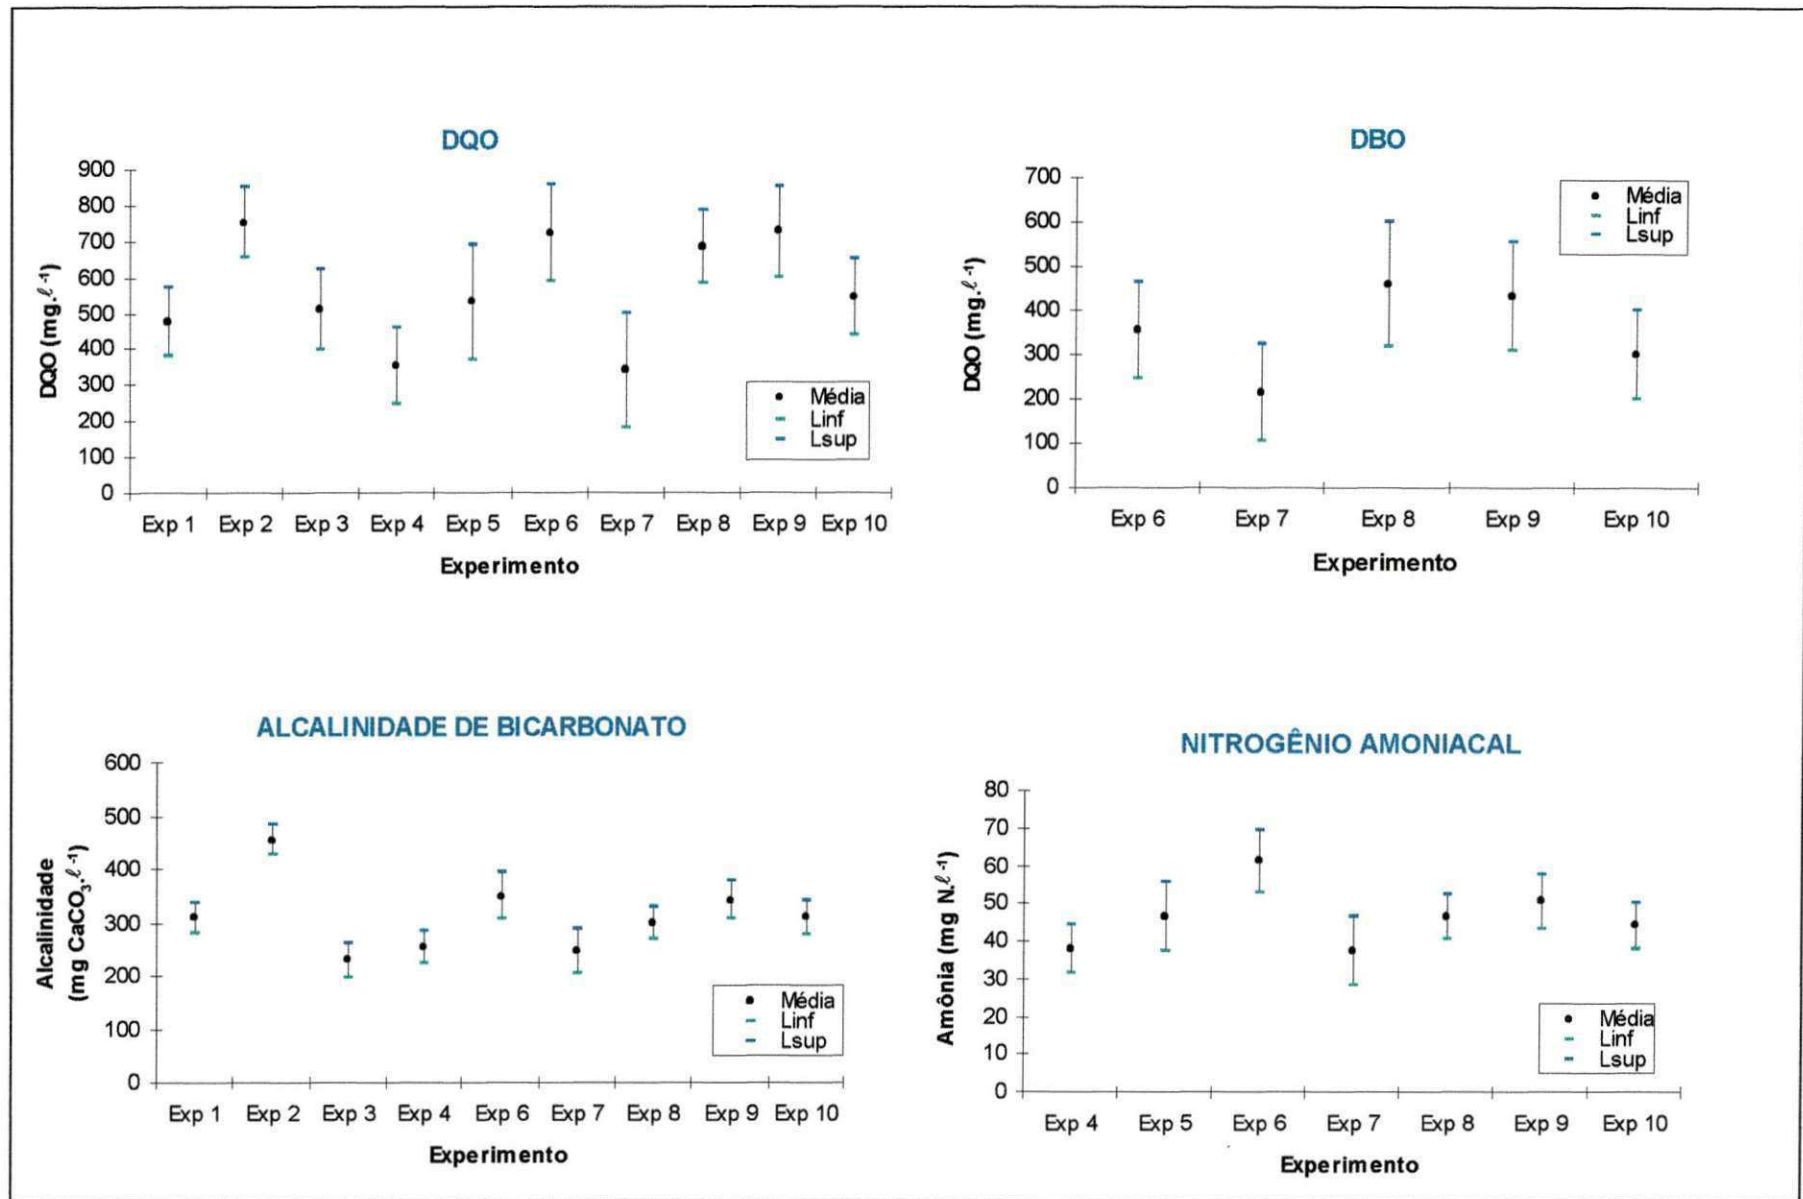 DQO
DQO (mg.ℓ⁻¹)
900
800
700
600
500
400
300
200
100
0
Média
Linf
Lsup
Exp 1 Exp 2 Exp 3 Exp 4 Exp 5 Exp 6 Exp 7 Exp 8 Exp 9 Exp 10
Experimento
DBO
DQO (mg.ℓ⁻¹)
700
600
500
400
300
200
100
0
Média
Linf
Lsup
Exp 6 Exp 7 Exp 8 Exp 9 Exp 10
Experimento
ALCALINIDADE DE BICARBONATO
Alcalinidade
(mg CaCO₃.ℓ⁻¹)
600
500
400
300
200
100
0
Média
Linf
Lsup
Exp 1 Exp 2 Exp 3 Exp 4 Exp 6 Exp 7 Exp 8 Exp 9 Exp 10
Experimento
NITROGÊNIO AMONIACAL
Amônia (mg N.ℓ⁻¹)
80
70
60
50
40
30
20
10
0
Média
Linf
Lsup
Exp 4 Exp 5 Exp 6 Exp 7 Exp 8 Exp 9 Exp 10
Experimento